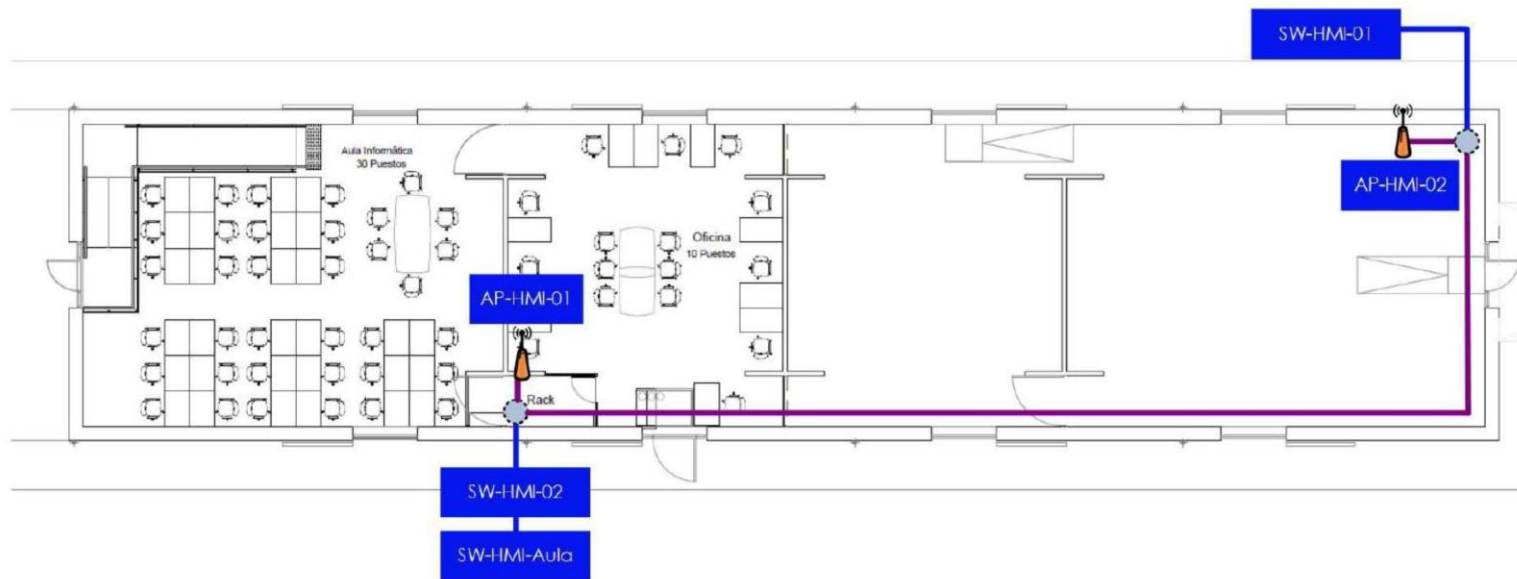 SW-HMI-01
Aula Informática
30 Puestos
AP-HMI-02
Oficina
10 Puestos
AP-HMI-01
Rack
SW-HMI-02
SW-HMI-Aula